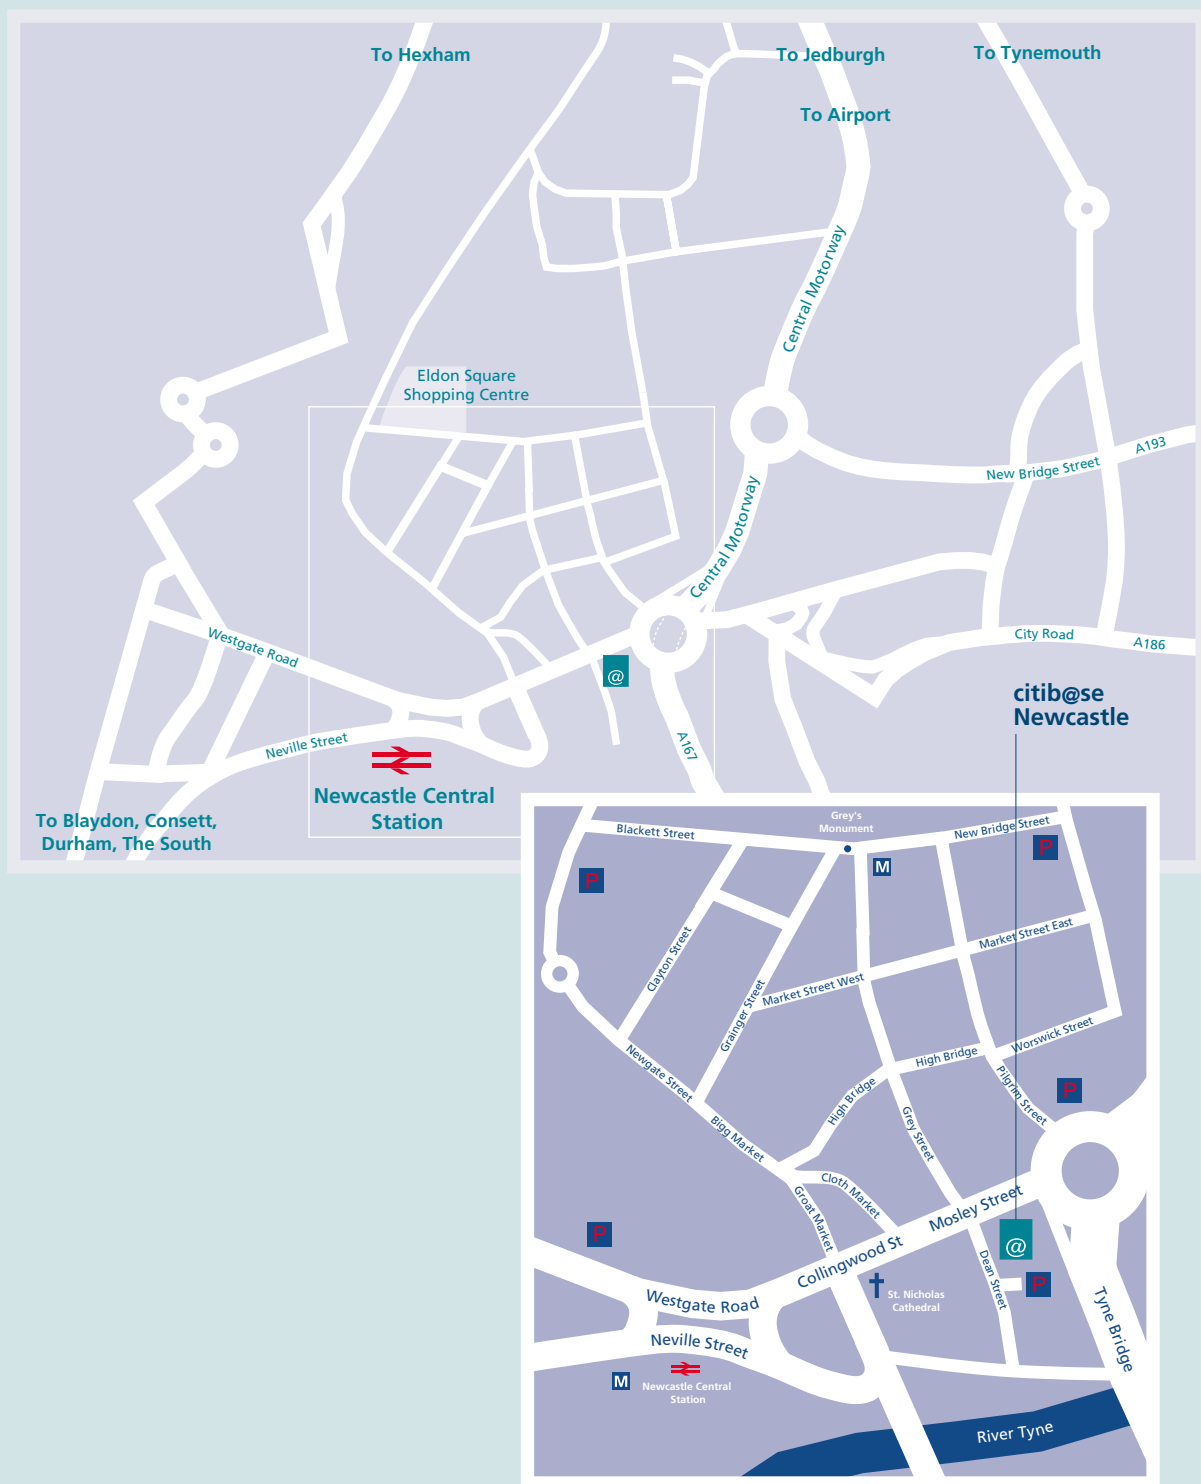 To Hexham
To Jedburgh
To Tynemouth
To Airport
Central Motorway
Eldon Square
Shopping Centre
A193
New Bridge Street
Central Motorway
Westgate Road
City Road
A186
@
citib@se
Newcastle
Neville Street
A167
Newcastle Central
Station
To Blaydon, Consett,
Durham, The South
Grey's
Monument
Blackett Street
New Bridge Street
P
M
P
Clayton Street
Market Street East
Market Street West
Grainger Street
Worswick Street
High Bridge
Newgate Street
Pilgrim Street
P
High Bridge
Bigg Market
Grey Street
Cloth Market
Groat Market
Mosley Street
P
Collingwood St
@
Dean Street
P
St. Nicholas
Cathedral
Westgate Road
Tyne Bridge
Neville Street
M
Newcastle Central
Station
River Tyne